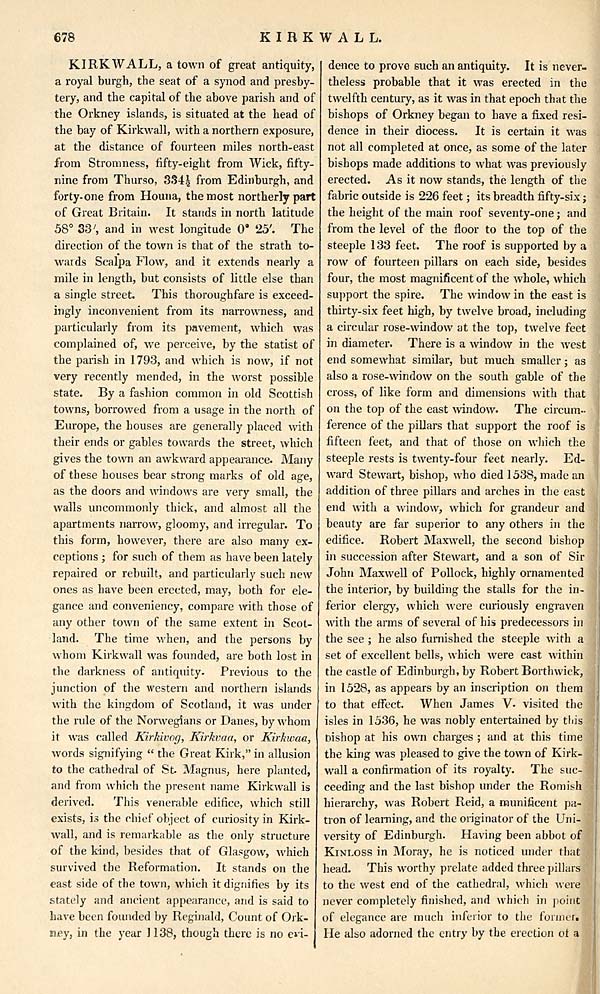 678
KIRKWALL.
KIRKWALL, a town of great antiquity,
a royal burgh, the seat of a synod and presby-
tery, and the capital of the above parish and of
the Orkney islands, is situated at the head of
the bay of Kirkwall, with a northern exposure,
at the distance of fourteen miles north-east
from Stromness, fifty-eight from Wick, fifty-
nine from Thurso, 334½ from Edinburgh, and
forty-one from Houna, the most northerly part
of Great Britain. It stands in north latitude
58° 33′, and in west longitude 0° 25′. The
direction of the town is that of the strath to-
wards Scalpa Flow, and it extends nearly a
mile in length, but consists of little else than
a single street. This thoroughfare is exceed-
ingly inconvenient from its narrowness, and
particularly from its pavement, which was
complained of, we perceive, by the statist of
the parish in 1793, and which is now, if not
very recently mended, in the worst possible
state. By a fashion common in old Scottish
towns, borrowed from a usage in the north of
Europe, the houses are generally placed with
their ends or gables towards the street, which
gives the town an awkward appearance. Many
of these houses bear strong marks of old age,
as the doors and windows are very small, the
walls uncommonly thick, and almost all the
apartments narrow, gloomy, and irregular. To
this form, however, there are also many ex-
ceptions; for such of them as have been lately
repaired or rebuilt, and particularly such new
ones as have been erected, may, both for ele-
gance and conveniency, compare with those of
any other town of the same extent in Scot-
land. The time when, and the persons by
whom Kirkwall was founded, are both lost in
the darkness of antiquity. Previous to the
junction of the western and northern islands
with the kingdom of Scotland, it was under
the rule of the Norwegians or Danes, by whom
it was called Kirkivog, Kirkvaa, or Kirkwaa,
words signifying “ the Great Kirk,” in allusion
to the cathedral of St. Magnus, here planted,
and from which the present name Kirkwall is
derived. This venerable edifice, which still
exists, is the chief object of curiosity in Kirk-
wall, and is remarkable as the only structure
of the kind, besides that of Glasgow, which
survived the Reformation. It stands on the
east side of the town, which it dignifies by its
stately and ancient appearance, and is said to
have been founded by Reginald, Count of Ork-
ney, in the year 1138, though there is no evi-
dence to prove such an antiquity. It is never-
theless probable that it was erected in the
twelfth century, as it was in that epoch that the
bishops of Orkney began to have a fixed resi-
dence in their diocess. It is certain it was
not all completed at once, as some of the later
bishops made additions to what was previously
erected. As it now stands, the length of the
fabric outside is 226 feet; its breadth fifty-six;
the height of the main roof seventy-one; and
from the level of the floor to the top of the
steeple 133 feet. The roof is supported by a
row of fourteen pillars on each side, besides
four, the most magnificent of the whole, which
support the spire. The window in the east is
thirty-six feet high, by twelve broad, including
a circular rose-window at the top, twelve feet
in diameter. There is a window in the west
end somewhat similar, but much smaller; as
also a rose-window on the south gable of the
cross, of like form and dimensions with that
on the top of the east window. The circum-
ference of the pillars that support the roof is
fifteen feet, and that of those on which the
steeple rests is twenty-four feet nearly. Ed-
ward Stewart, bishop, who died 1538, made an
addition of three pillars and arches in the east
end with a window, which for grandeur and
beauty are far superior to any others in the
edifice. Robert Maxwell, the second bishop
in succession after Stewart, and a son of Sir
John Maxwell of Pollock, highly ornamented
the interior, by building the stalls for the in-
ferior clergy, which were curiously engraven
with the arms of several of his predecessors in
the see; he also furnished the steeple with a
set of excellent bells, which were cast within
the castle of Edinburgh, by Robert Borthwick,
in 1528, as appears by an inscription on them
to that effect. When James V. visited the
isles in 1536, he was nobly entertained by this
bishop at his own charges; and at this time
the king was pleased to give the town of Kirk-
wall a confirmation of its royalty. The suc-
ceeding and the last bishop under the Romish
hierarchy, was Robert Reid, a munificent pa-
tron of learning, and the originator of the Uni-
versity of Edinburgh. Having been abbot of
KINLOSS in Moray, he is noticed under that
head. This worthy prelate added three pillars
to the west end of the cathedral, which were
never completely finished, and which in point
of elegance are much inferior to the former.
He also adorned the entry by the erection of a